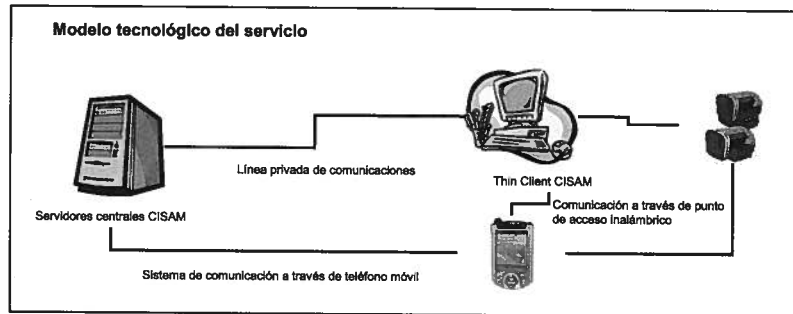 Modelo tecnológico del servicio
Línea privada de comunicaciones
Thin Client CISAM
Servidores centrales CISAM
Comunicación a través de punto
de acceso inalámbrico
Sistema de comunicación a través de teléfono móvil